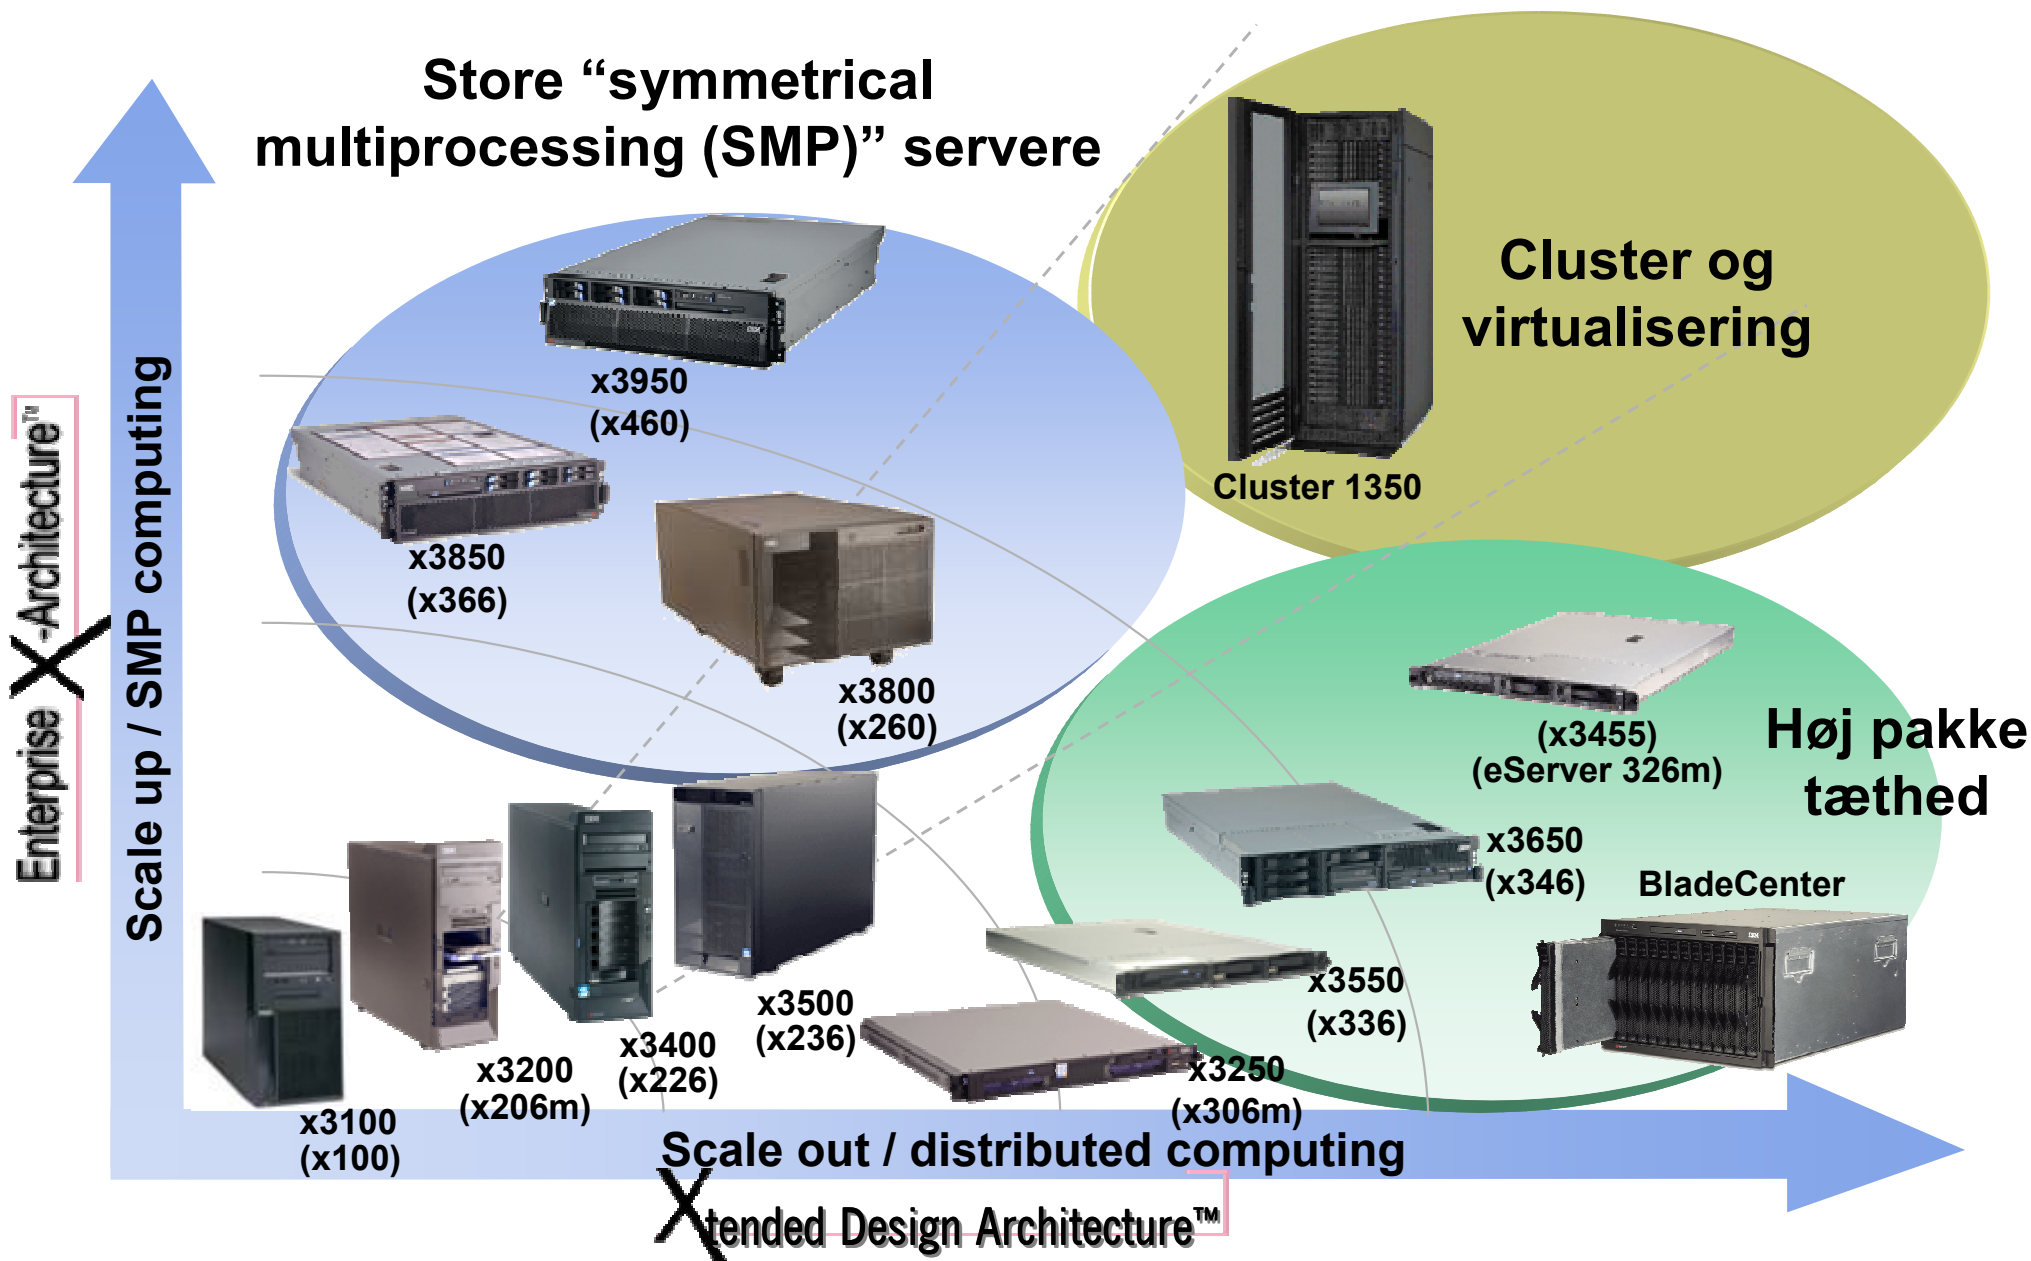 Store “symmetrical
multiprocessing (SMP)” servere
Cluster og
virtualisering
Cluster 1350
x3950
(x460)
x3850
(x366)
x3800
(x260)
Høj pakke
tæthed
(x3455)
(eServer 326m)
x3650
(x346)
BladeCenter
x3550
(x336)
x3250
(x306m)
x3500
(x236)
x3400
(x226)
x3200
(x206m)
x3100
(x100)
Enterprise X-Architecture™
Scale up / SMP computing
Scale out / distributed computing
Xtended Design Architecture™